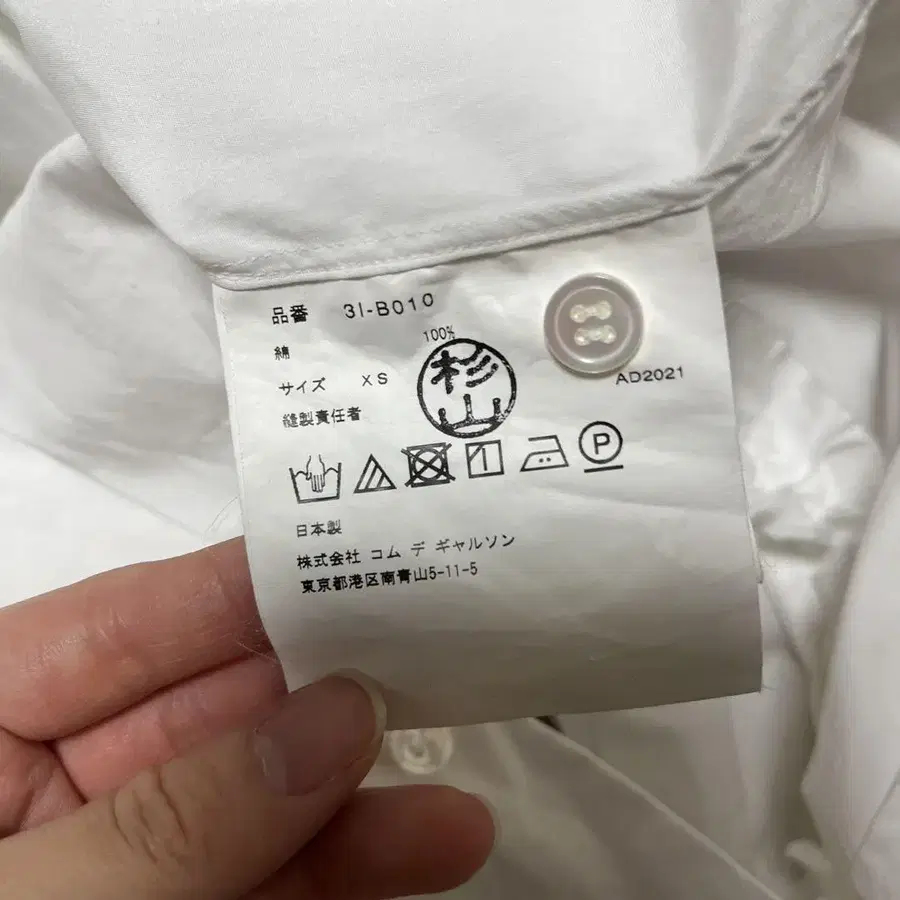 品番 3I-B010
綿 100%
サイズ XS
縫製責任者 杉山
AD2021
P
日本製
株式会社 コム デ ギャルソン
東京都港区南青山5-11-5